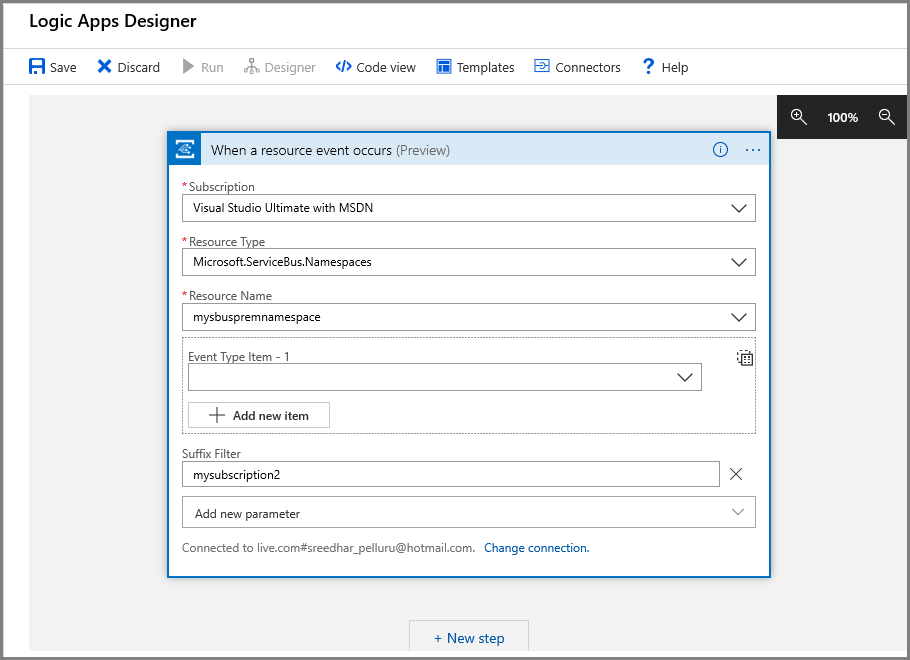 Logic Apps Designer
Save Discard Run Designer Code view Templates Connectors ? Help
100%
When a resource event occurs (Preview)
*Subscription
Visual Studio Ultimate with MSDN
*Resource Type
Microsoft.ServiceBus.Namespaces
*Resource Name
mysbuspremnamespace
Event Type Item - 1
Add new item
Suffix Filter
mysubscription2
Add new parameter
Connected to live.com#sreedhar_pelluru@hotmail.com. Change connection.
+ New step